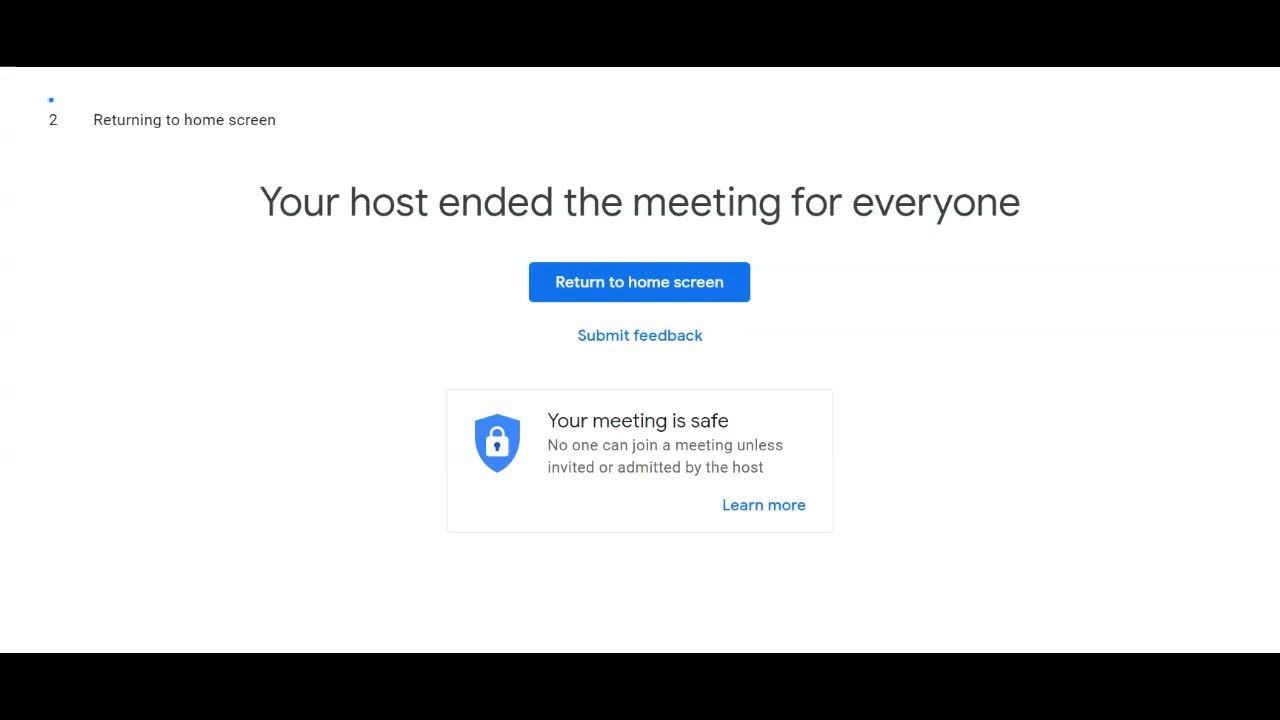 2 Returning to home screen
Your host ended the meeting for everyone
Return to home screen
Submit feedback
Your meeting is safe
No one can join a meeting unless
invited or admitted by the host
Learn more